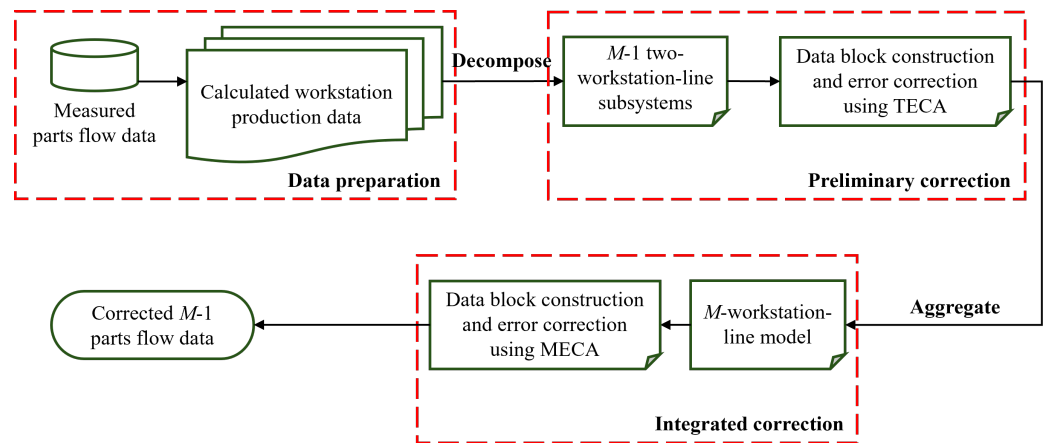 Measured
parts flow data
Calculated workstation
production data
Data preparation
Decompose
M-1 two-
workstation-line
subsystems
Data block construction
and error correction
using TECA
Preliminary correction
Aggregate
M-workstation-
line model
Data block construction
and error correction
using MECA
Integrated correction
Corrected M-1
parts flow data